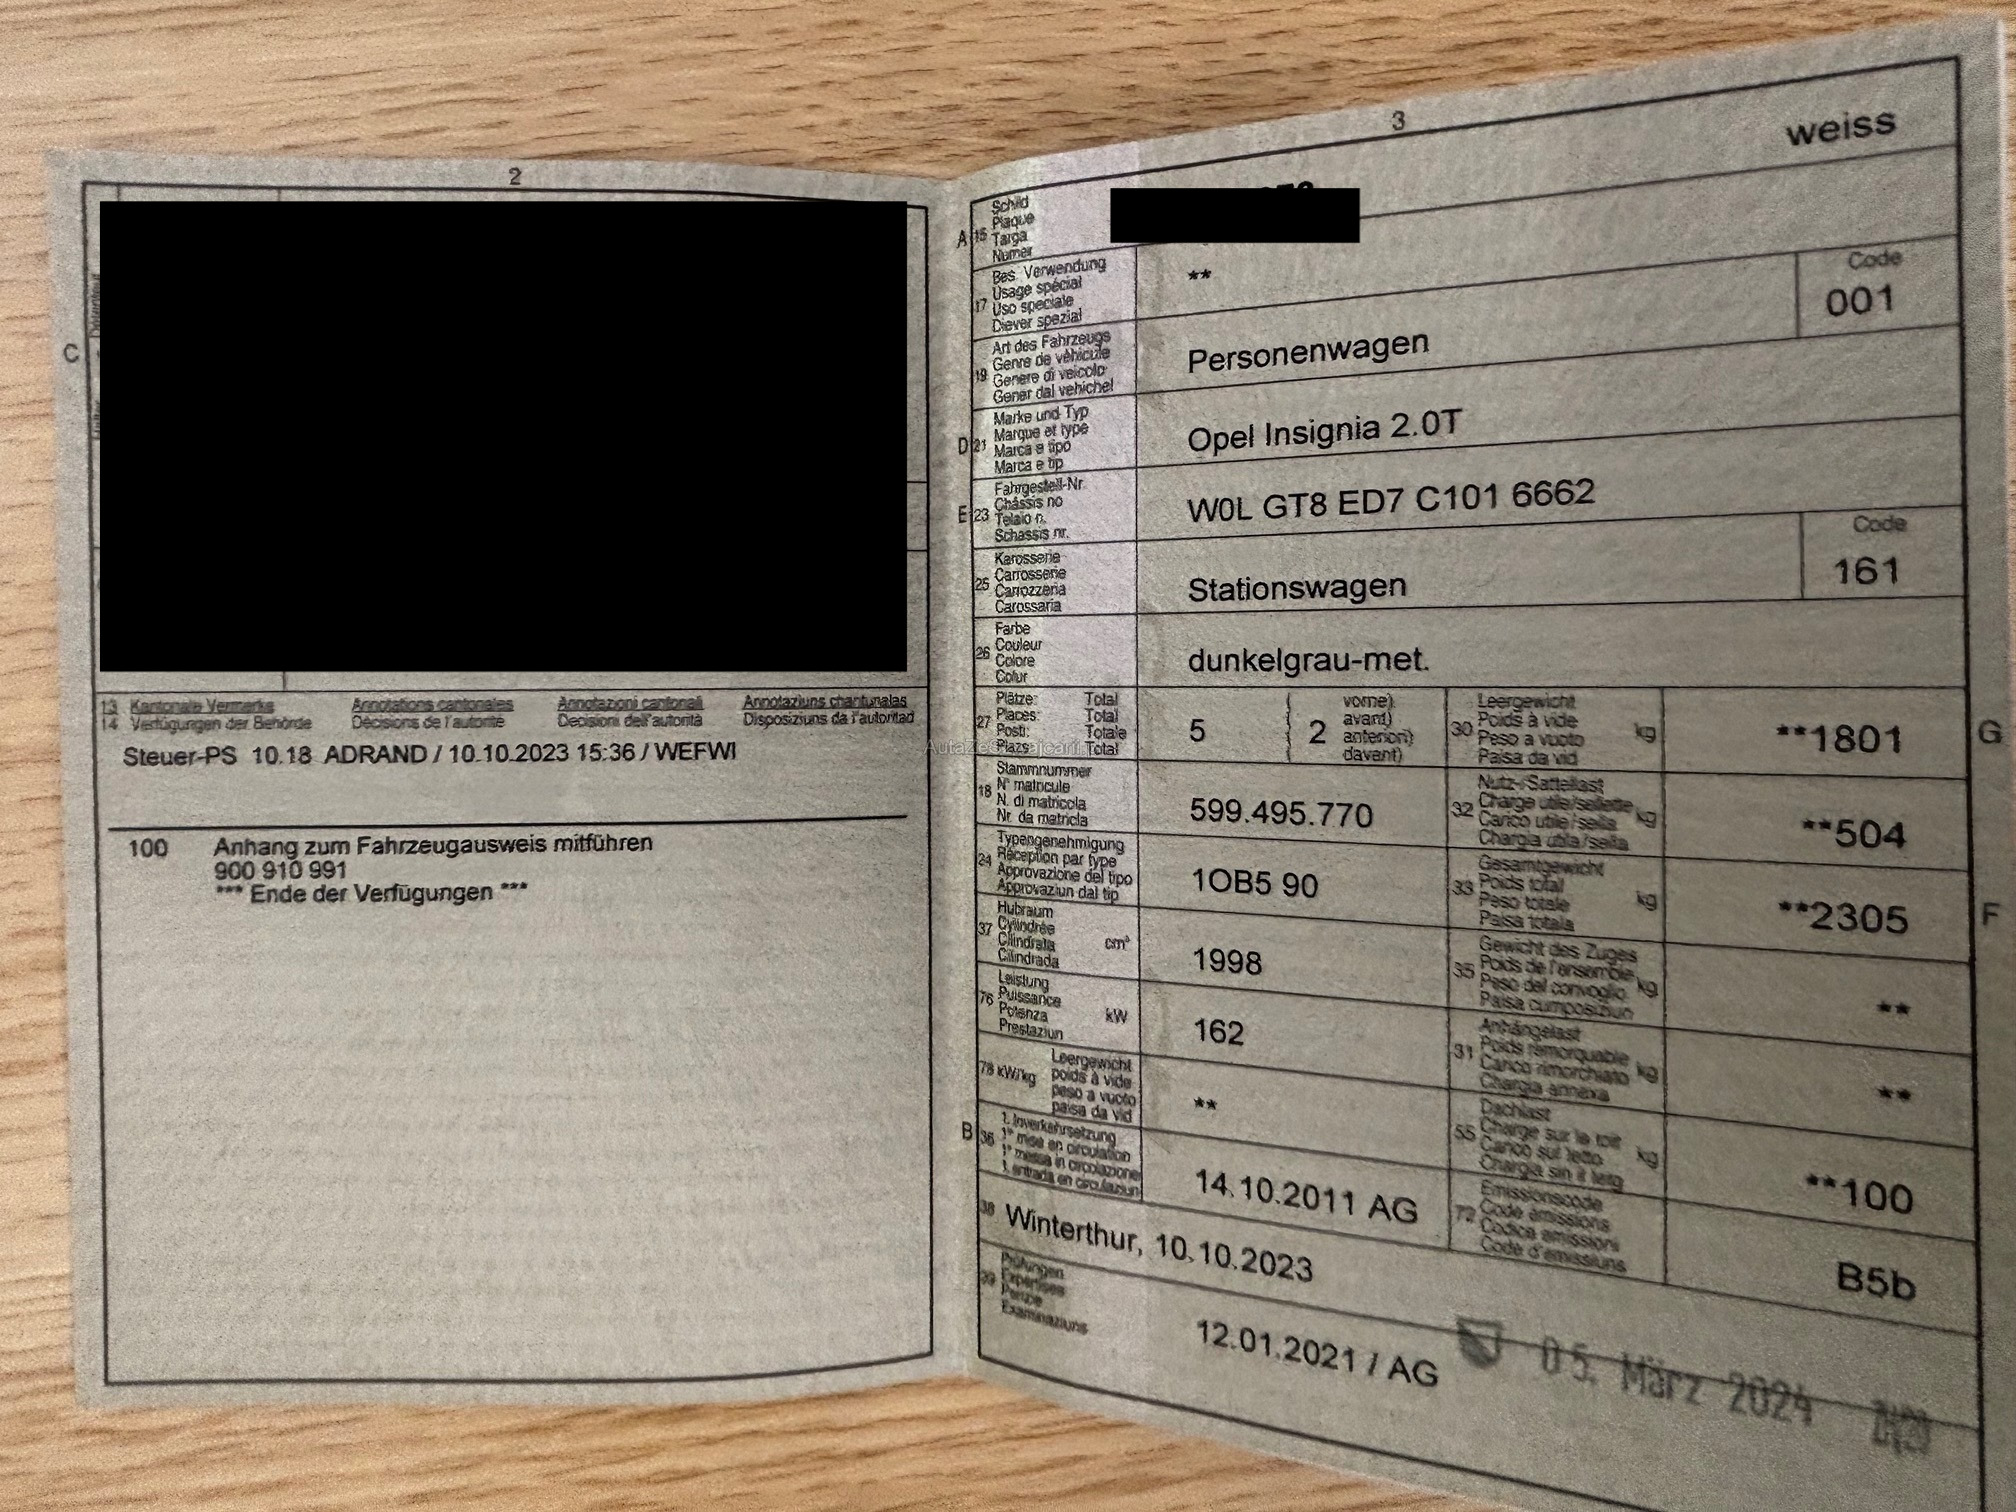 2
C
13 Kantonale Vermerke Annotations cantonales Annotazioni cantonali Annotaziuns chantunalas
14 Verfügungen der Behörde Décisions de l'autorité Decisioni dell'autorità Disposiziuns da l'autoritad
Steuer-PS 10.18 ADRAND / 10.10.2023 15:36 / WEFWI
100 Anhang zum Fahrzeugausweis mitführen
900 910 991
*** Ende der Verfügungen ***
3
weiss
A 15 Schild
Plaque
Targa
Numer
17 Bes. Verwendung
Usage spécial
Uso speciale
Diever spezial
**
Code
001
19 Art des Fahrzeugs
Genre de véhicule
Genere di veicolo
Gener dal vehichel
Personenwagen
D 21 Marke und Typ
Marque et type
Marca e tipo
Marca e tip
Opel Insignia 2.0T
E 23 Fahrgestell-Nr.
Châssis no
Telaio n.
Schassis nr.
W0L GT8 ED7 C101 6662
25 Karosserie
Carrosserie
Carrozzeria
Carossaria
Stationswagen
Code
161
26 Farbe
Couleur
Colore
Colur
dunkelgrau-met.
27 Plätze: Total
Places: Total
Posti: Totale
Plazs: Total
5
2
vorne)
avant)
anteriori)
davant)
30 Leergewicht
Poids à vide
Peso a vuoto
Paisa da vid
kg
**1801
G
18 Stammnummer
N° matricule
N. di matricola
Nr. da matricla
599.495.770
32 Nutz-/Sattellast
Charge utile/sellette
Carico utile/sella
Chargia utila/sella
kg
**504
24 Typengenehmigung
Réception par type
Approvazione del tipo
Approvaziun dal tip
1OB5 90
33 Gesamtgewicht
Poids total
Peso totale
Paisa totala
kg
**2305
F
37 Hubraum
Cylindrée
Cilindrata
Cilindrada
cm³
1998
35 Gewicht des Zuges
Poids de l'ensemble
Peso del convoglio
Paisa cumposiziun
kg
**
76 Leistung
Puissance
Potenza
Prestaziun
kW
162
31 Anhängelast
Poids remorquable
Carico rimorchiato
Chargia annexa
kg
**
78 kW/kg Leergewicht
poids à vide
peso a vuoto
paisa da vid
**
55 Dachlast
Charge sur le toit
Carico sul tetto
Chargia sin il tetg
kg
**100
B 36 1. Inverkehrsetzung
1re mise en circulation
1a messa in circolazione
1. entrada en circulaziun
14.10.2011 AG
72 Emissionscode
Code émissions
Codice emissioni
Code d'emissiuns
B5b
38 Winterthur, 10.10.2023
39 Prüfungen
Expertises
Perizie
Examinaziuns
12.01.2021 / AG
05. März 2024